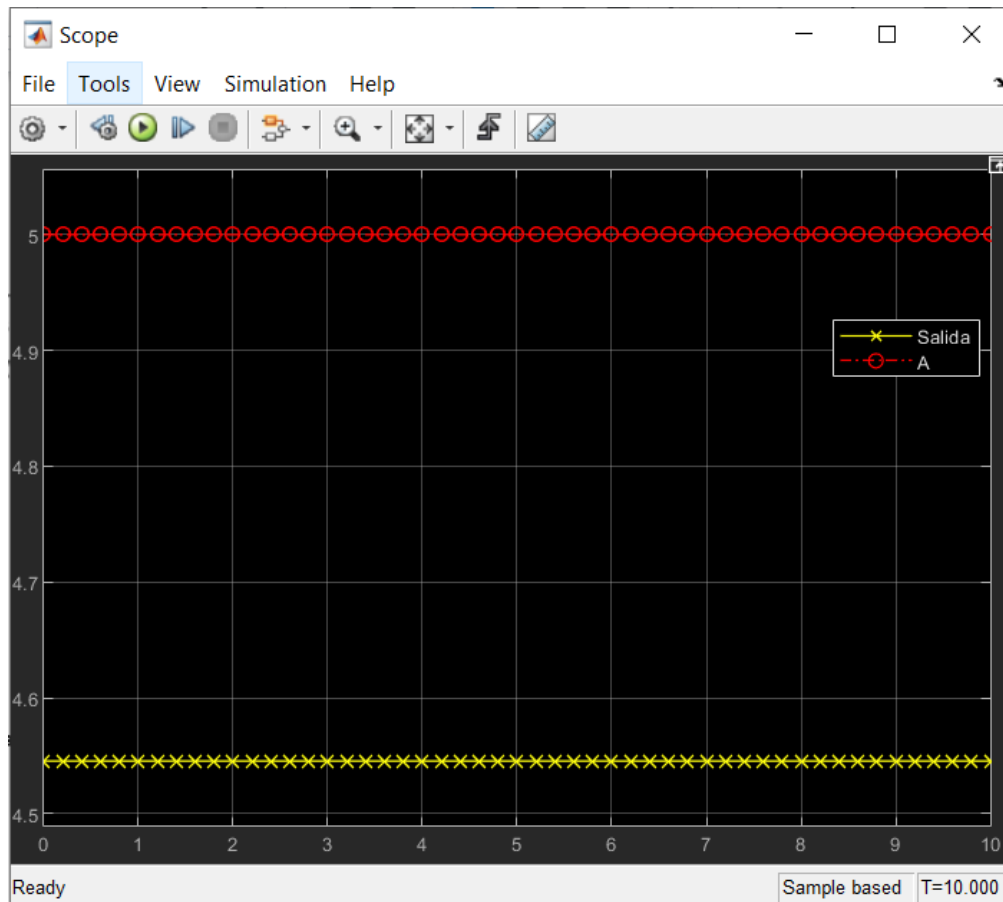 Scope
File Tools View Simulation Help
5
4.9
4.8
4.7
4.6
4.5
Salida
A
0 1 2 3 4 5 6 7 8 9 10
Ready Sample based T=10.000